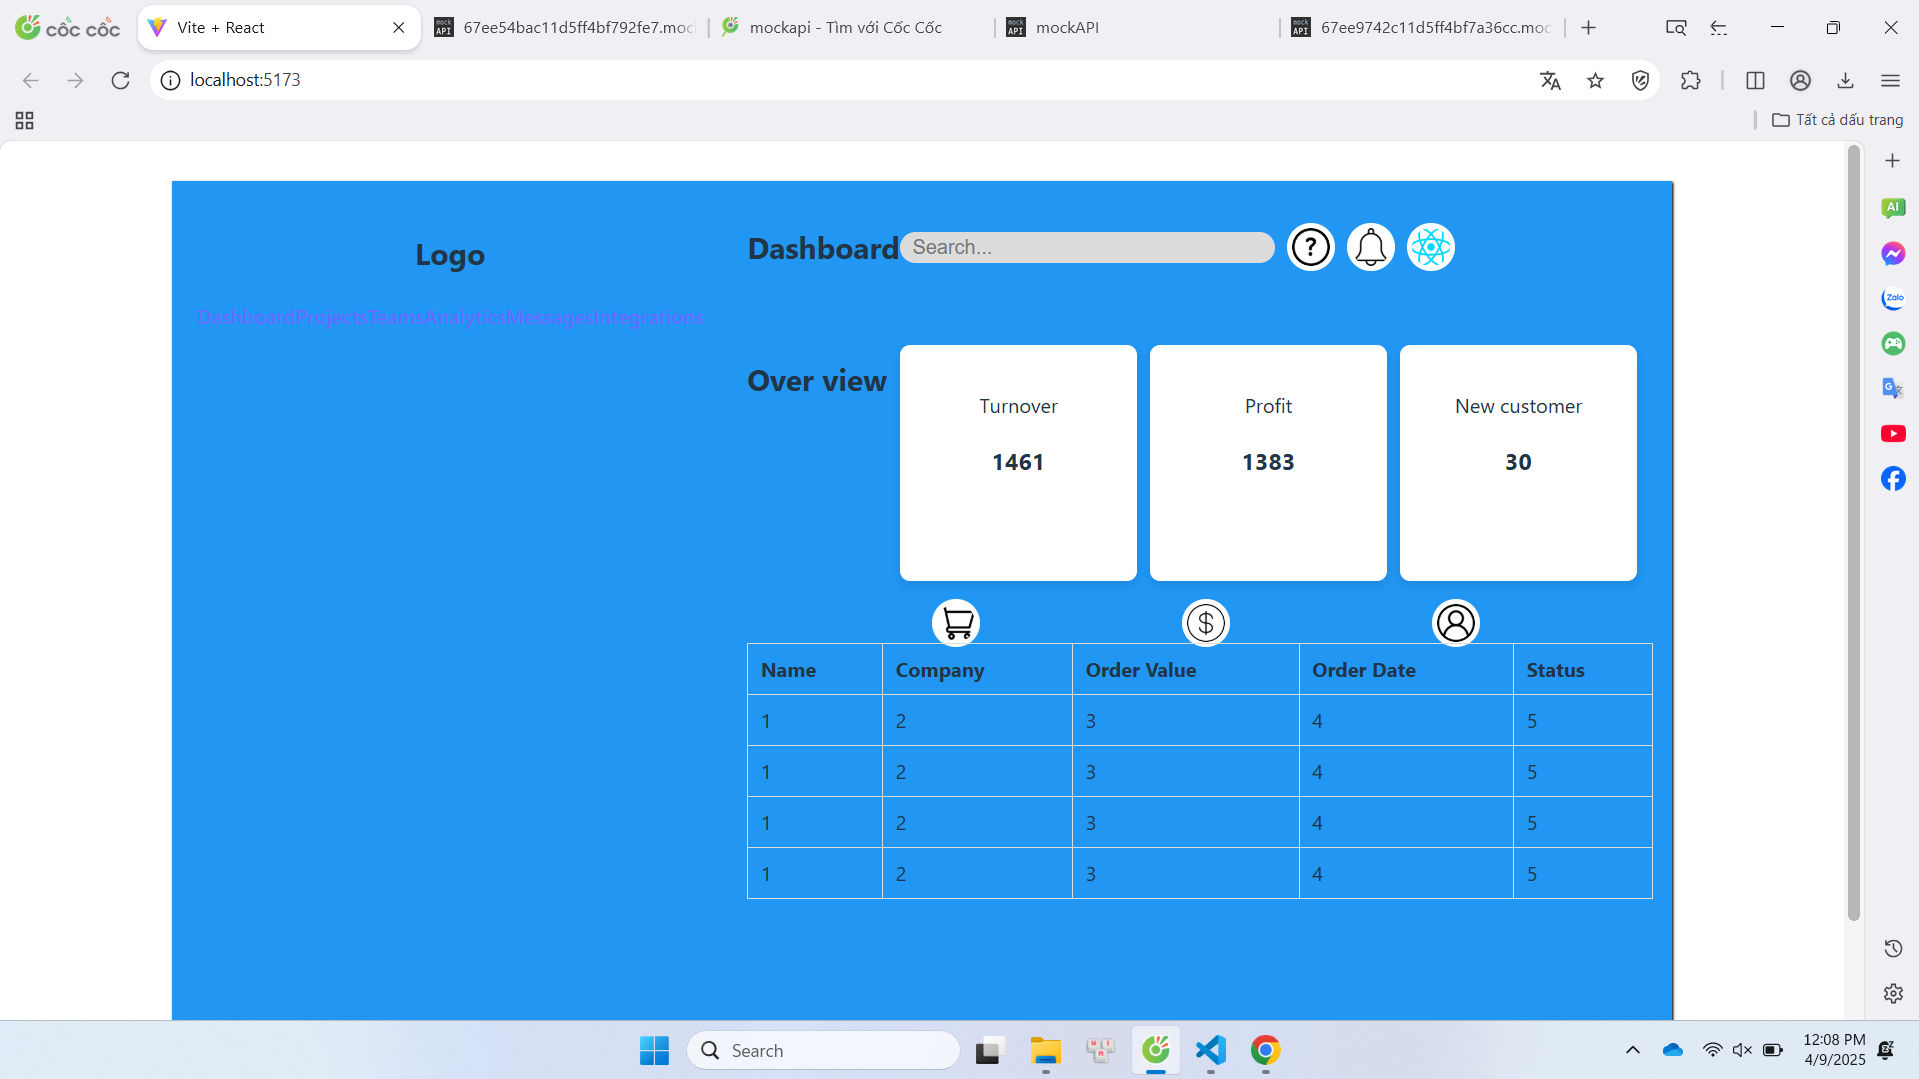 cốc cốc
Vite + React
67ee54bac11d5ff4bf792fe7.moc
mockapi - Tìm với Cốc Cốc
mockAPI
67ee9742c11d5ff4bf7a36cc.moc
localhost:5173
Tất cả dấu trang
Logo
Dashboard
Search...
DashboardProjectsTeamsAnalyticsMessagesIntegrations
Over view
Turnover
1461
Profit
1383
New customer
30
Name Company Order Value Order Date Status
1 2 3 4 5
1 2 3 4 5
1 2 3 4 5
1 2 3 4 5
AI
Zalo
Search
12:08 PM
4/9/2025